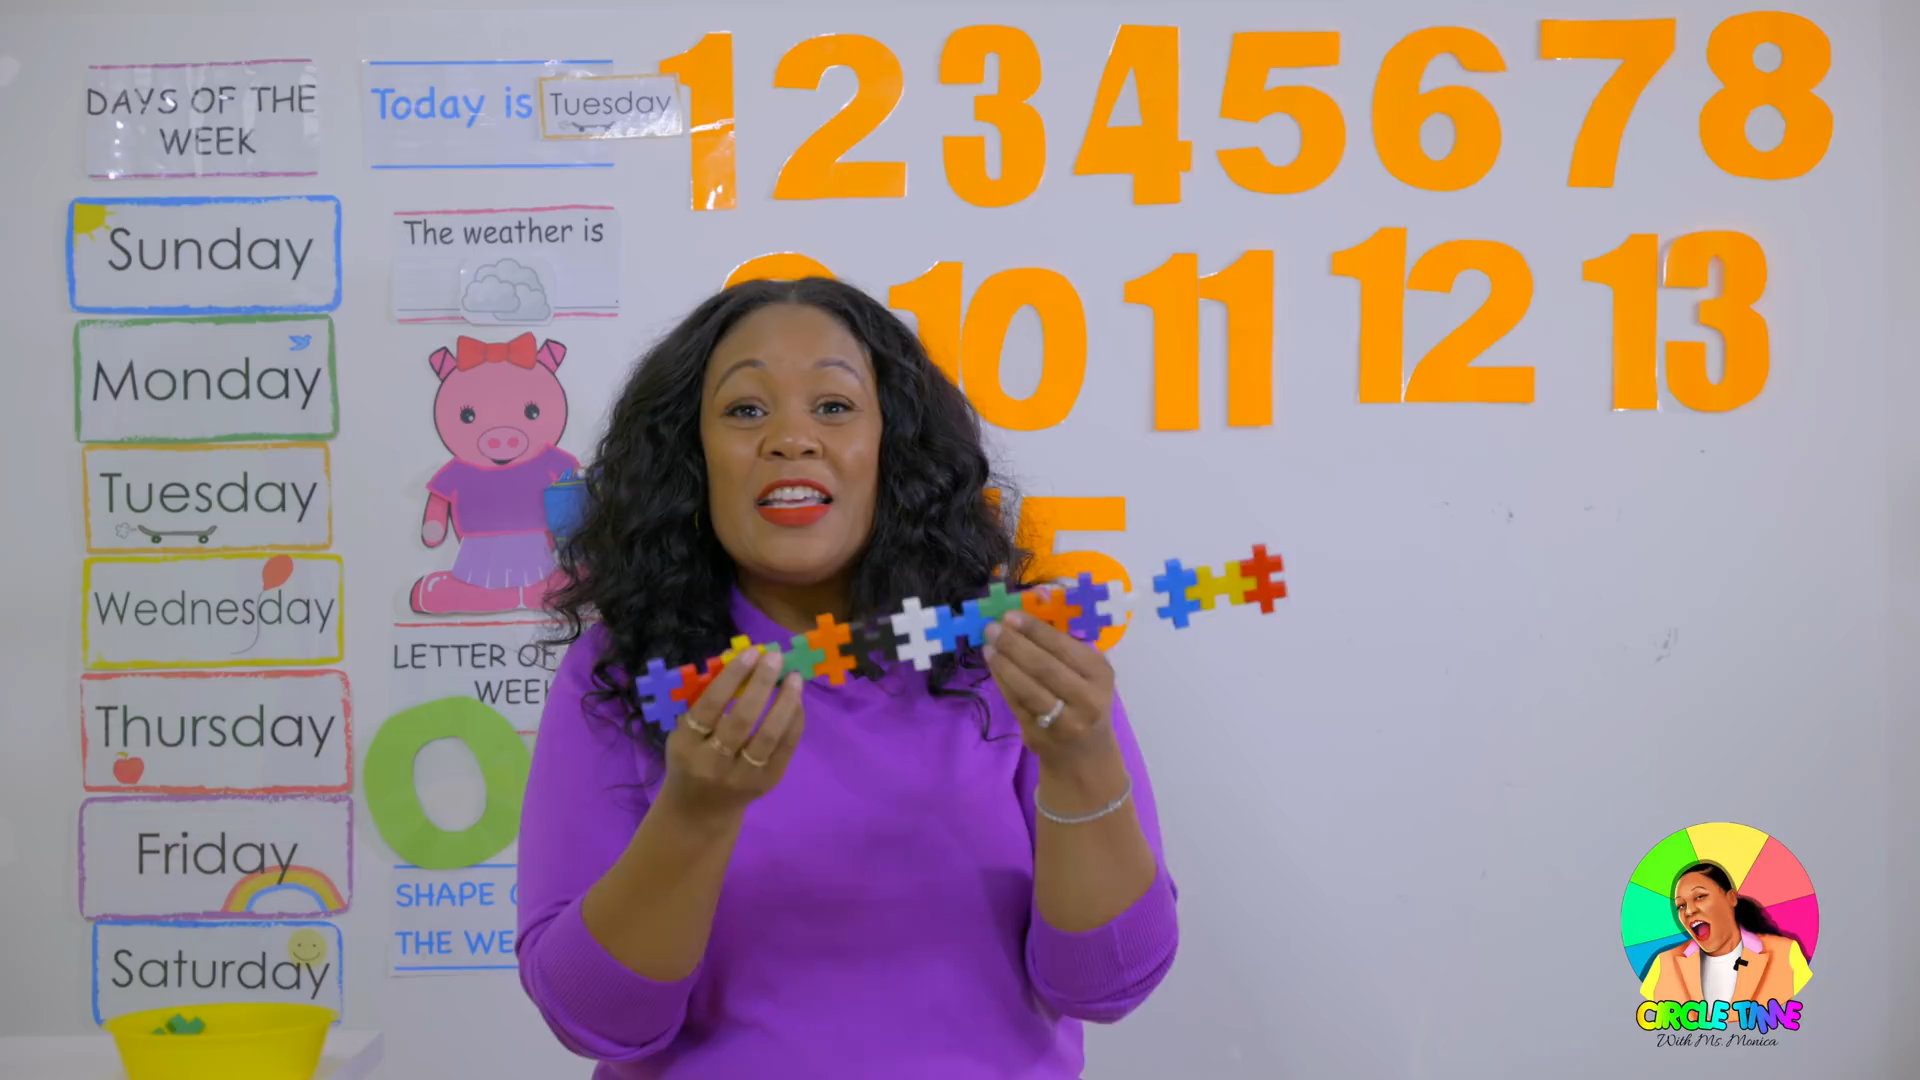 DAYS OF THE
WEEK
Sunday
Monday
Tuesday
Wednesday
Thursday
Friday
Saturday
Today is Tuesday
The weather is
LETTER OF
WEE
SHAPE
THE WE
1 2 3 4 5 6 7 8
10 11 12 13
5
CIRCLE TIME
With Ms. Monica